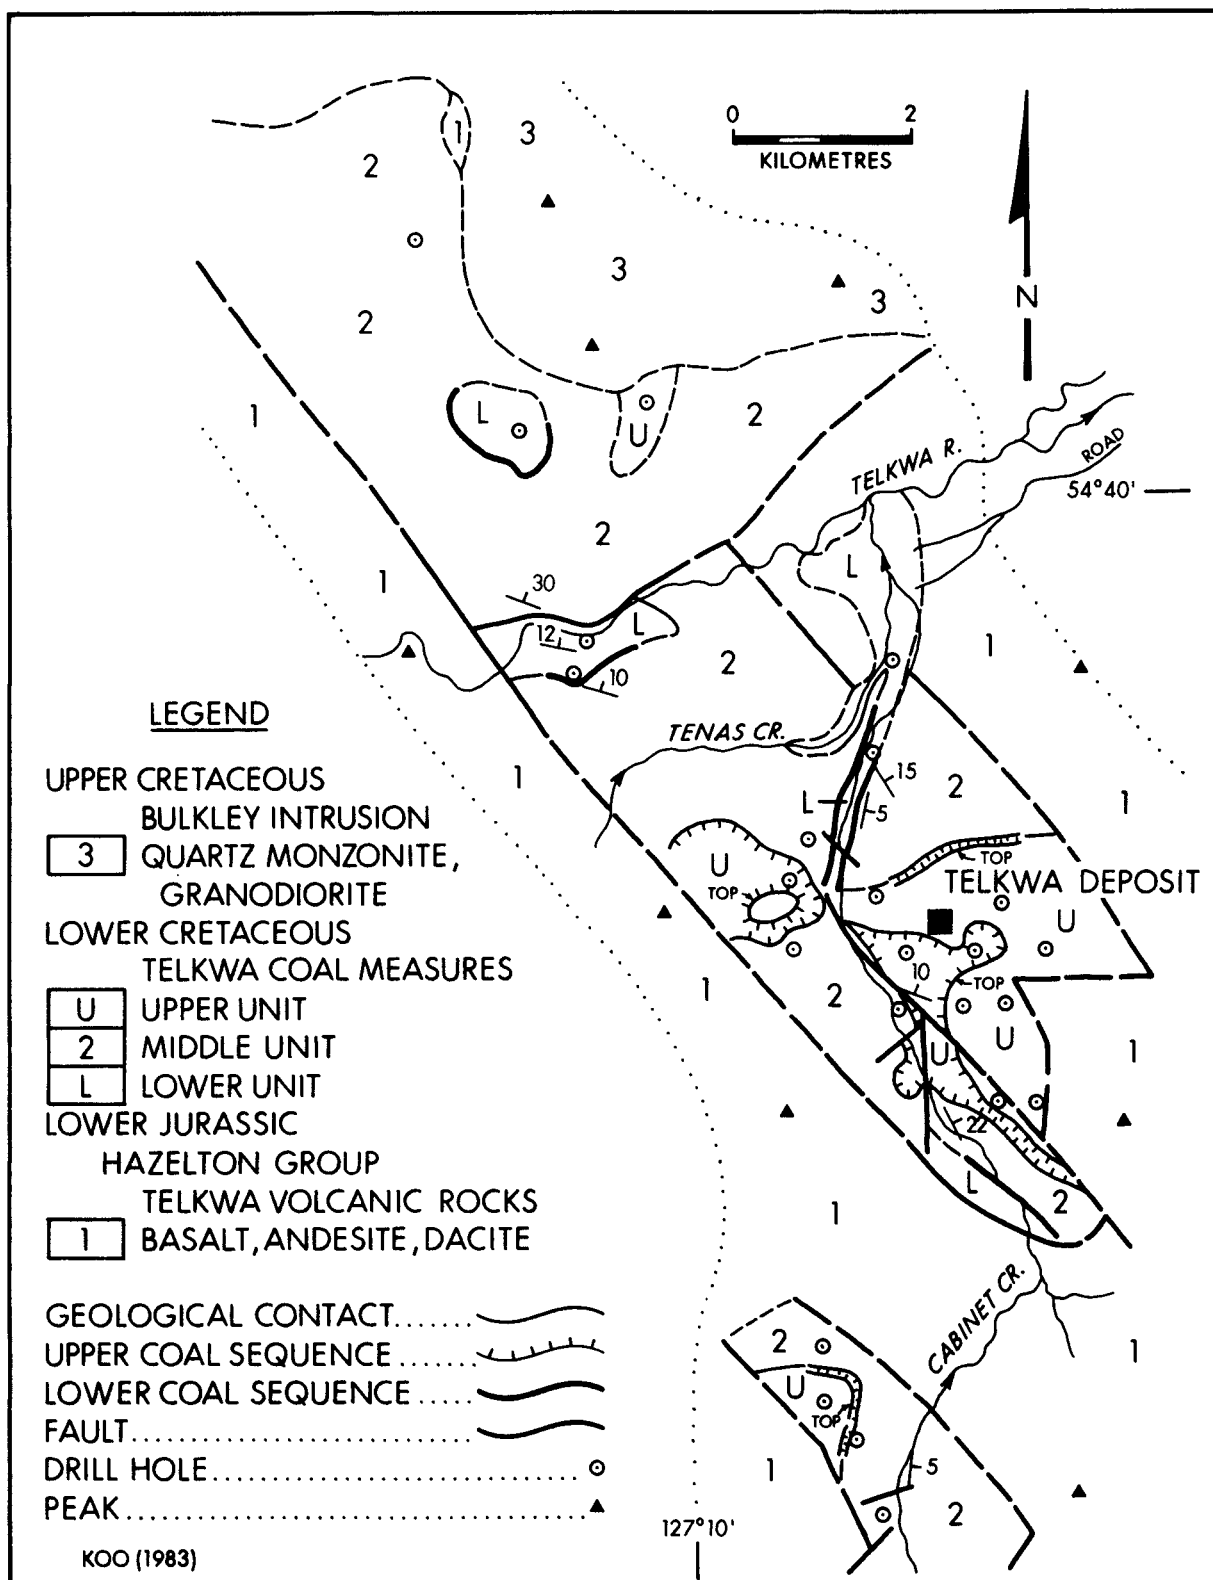 1
3
2
0 2
KILOMETRES
3
3
2
N
1
L
U
2
TELKWA R.
ROAD
54°40'
2
1
30
L
L
12
2
1
10
TENAS CR.
1
15
2
L
5
1
U
TOP
TOP
TELKWA DEPOSIT
U
1
2
10
TOP
U
U
1
22
L
2
1
CABINET CR.
1
2
U
TOP
1
5
2
127°10'
LEGEND
UPPER CRETACEOUS
BULKLEY INTRUSION
3 QUARTZ MONZONITE,
GRANODIORITE
LOWER CRETACEOUS
TELKWA COAL MEASURES
U UPPER UNIT
2 MIDDLE UNIT
L LOWER UNIT
LOWER JURASSIC
HAZELTON GROUP
TELKWA VOLCANIC ROCKS
1 BASALT, ANDESITE, DACITE
GEOLOGICAL CONTACT.......
UPPER COAL SEQUENCE.......
LOWER COAL SEQUENCE.....
FAULT..............................
DRILL HOLE..................................
PEAK..........................................
KOO (1983)